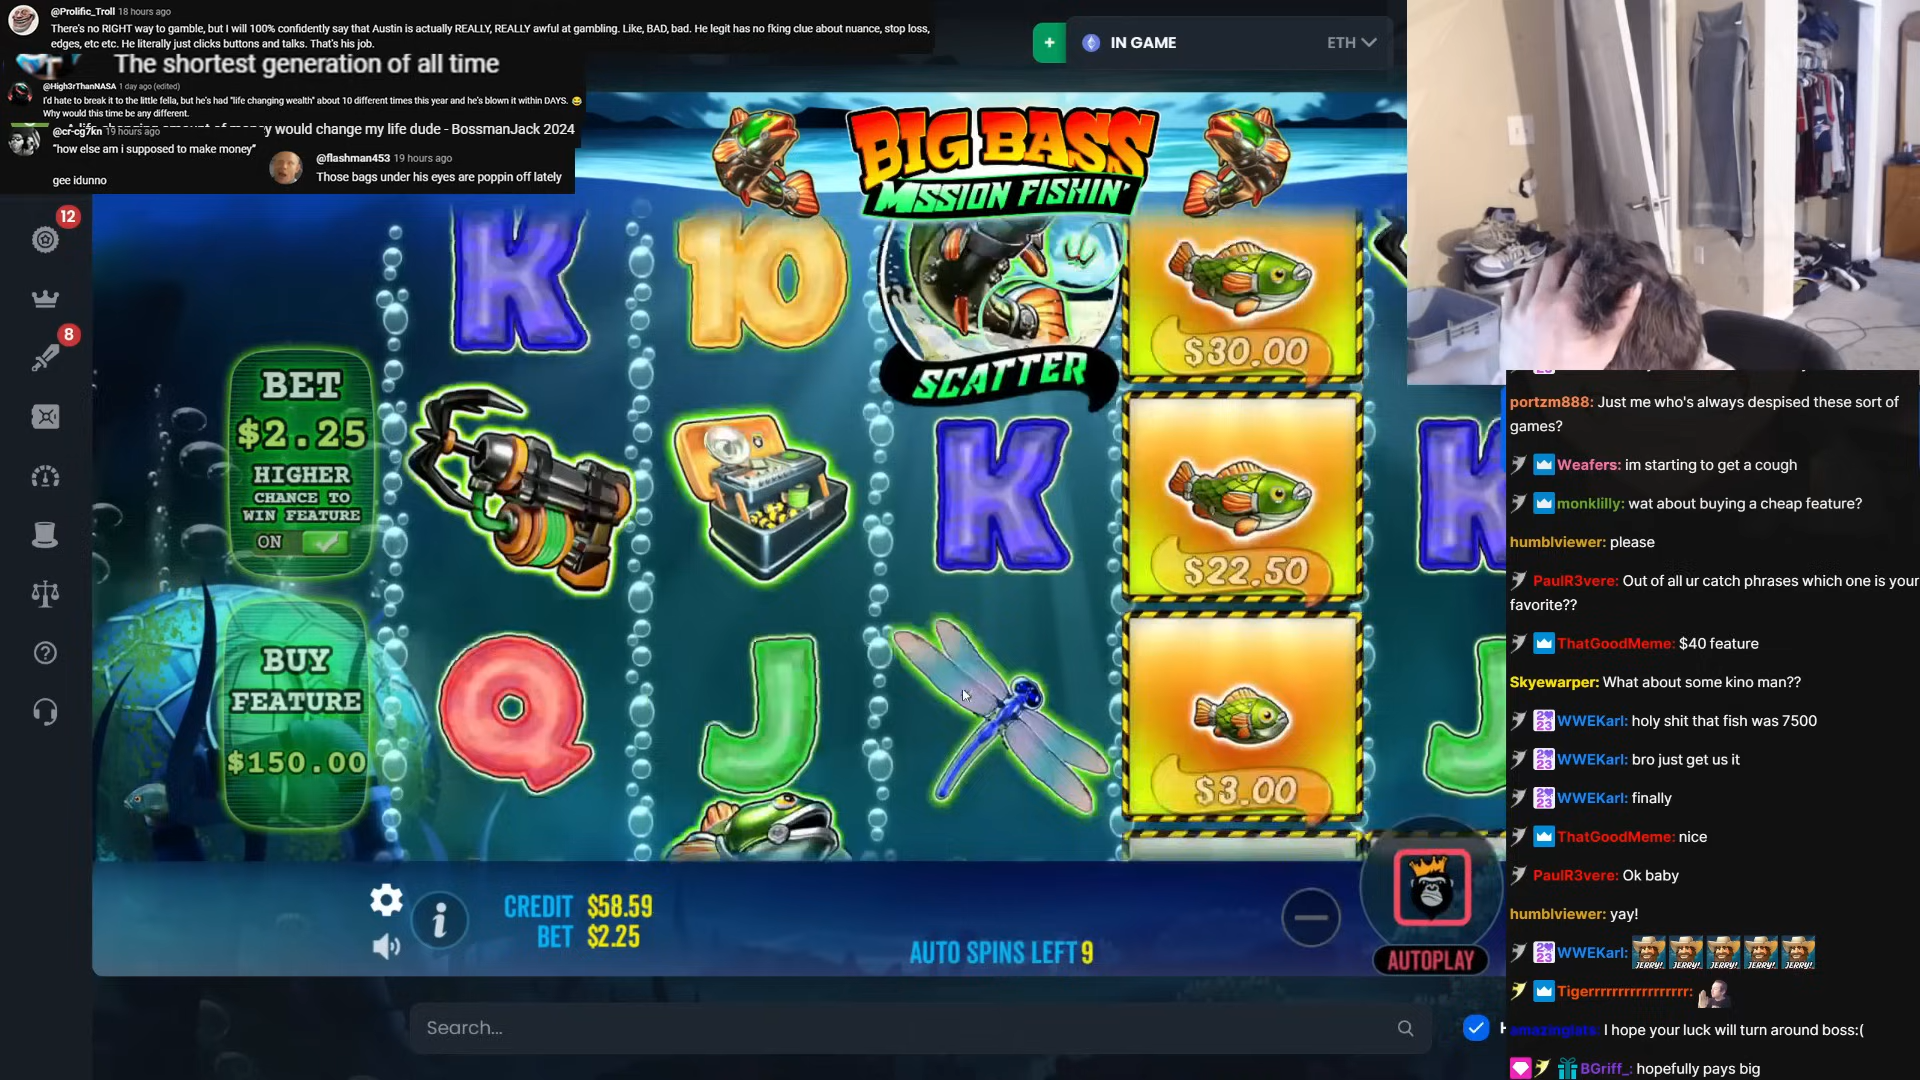 @Prolific_Troll 18 hours ago
There's no RIGHT way to gamble, but I will 100% confidently say that Austin is actually REALLY, REALLY awful at gambling. Like, BAD, bad. He legit has no fking clue about nuance, stop loss,
edges, etc etc. He literally just clicks buttons and talks. That's his job.
The shortest generation of all time
@High3rThanNASA 1 day ago (edited)
I'd hate to break it to the little fella, but he's had "life changing wealth" about 10 different times this year and he's blown it within DAYS. 😂
Why would this time be any different.
would change my life dude - BossmanJack 2024
@cr-cg7kn 19 hours ago
"how else am i supposed to make money"
gee idunno
@flashman453 19 hours ago
Those bags under his eyes are poppin off lately
12
8
+
IN GAME
ETH
BIG BASS
MISSION FISHIN'
K
10
SCATTER
$30.00
BET
$2.25
HIGHER
CHANCE TO
WIN FEATURE
ON
K
$22.50
K
BUY
FEATURE
$150.00
Q
J
$3.00
J
CREDIT $58.59
BET $2.25
AUTO SPINS LEFT 9
AUTOPLAY
Search...
portzm888: Just me who's always despised these sort of
games?
Weafers: im starting to get a cough
monklilly: wat about buying a cheap feature?
humblviewer: please
PaulR3vere: Out of all ur catch phrases which one is your
favorite??
ThatGoodMeme: $40 feature
Skyewarper: What about some kino man??
WWEKarl: holy shit that fish was 7500
WWEKarl: bro just get us it
WWEKarl: finally
ThatGoodMeme: nice
PaulR3vere: Ok baby
humblviewer: yay!
WWEKarl: JERRY! JERRY! JERRY! JERRY! JERRY!
Tigerrrrrrrrrrrrrrrrr:
I hope your luck will turn around boss:(
BGriff_: hopefully pays big